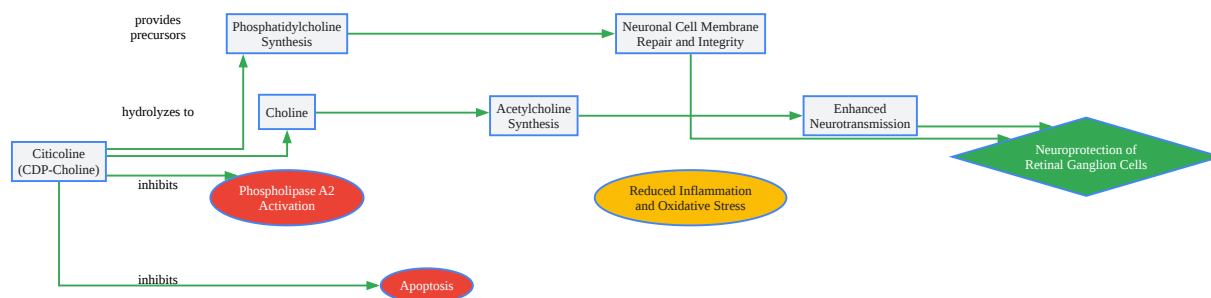 provides
precursors
Phosphatidylcholine
Synthesis
Neuronal Cell Membrane
Repair and Integrity
hydrolyzes to
Choline
Acetylcholine
Synthesis
Enhanced
Neurotransmission
Citicoline
(CDP-Choline)
Neuroprotection of
Retinal Ganglion Cells
inhibits
Phospholipase A2
Activation
Reduced Inflammation
and Oxidative Stress
inhibits
Apoptosis